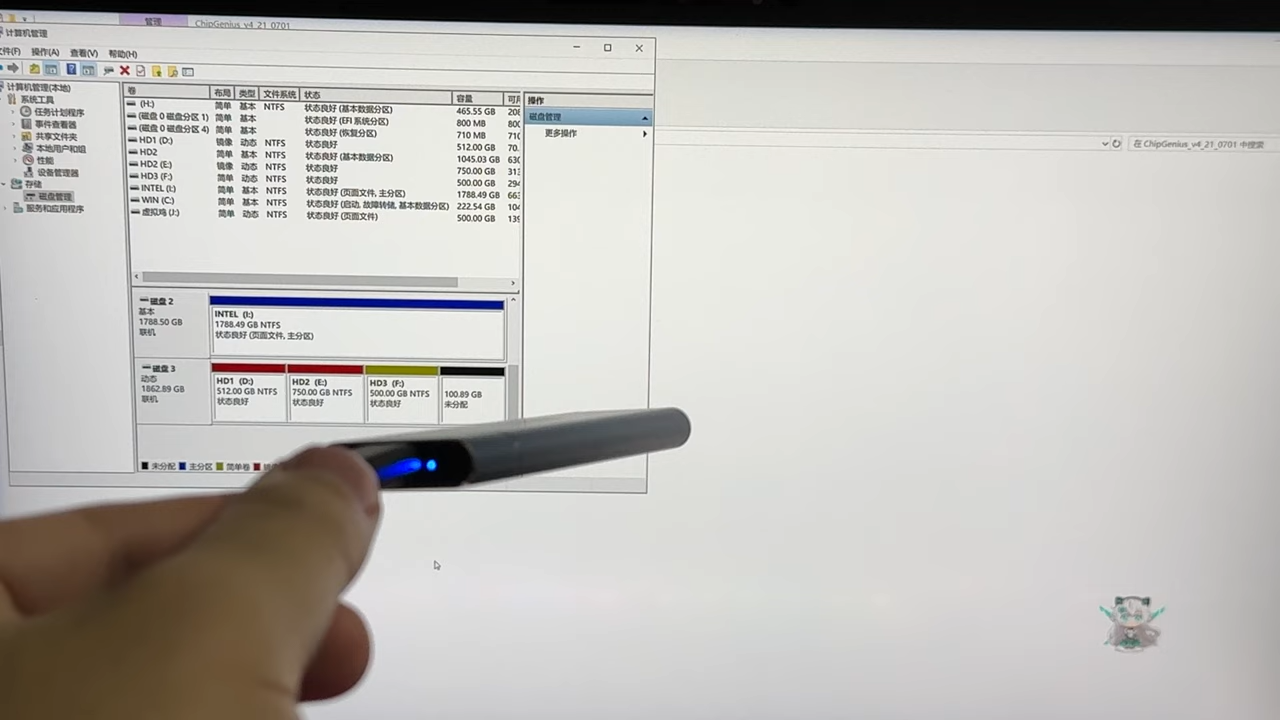 管理
ChipGenius_v4_21_0701
计算机管理
文件(F) 操作(A) 查看(V) 帮助(H)
计算机管理(本地)
系统工具
任务计划程序
事件查看器
共享文件夹
本地用户和组
性能
设备管理器
存储
磁盘管理
服务和应用程序
卷 布局 类型 文件系统 状态 容量
(H:) 简单 基本 NTFS 状态良好 (基本数据分区) 465.55 GB
(磁盘 0 磁盘分区 1) 简单 基本 状态良好 (EFI 系统分区) 800 MB
(磁盘 0 磁盘分区 4) 简单 基本 状态良好 (恢复分区) 710 MB
HD1 (D:) 镜像 动态 NTFS 状态良好 512.00 GB
HD2 简单 基本 NTFS 状态良好 (基本数据分区) 1045.03 GB
HD2 (E:) 镜像 动态 NTFS 状态良好 750.00 GB
HD3 (F:) 简单 动态 NTFS 状态良好 500.00 GB
INTEL (I:) 简单 基本 NTFS 状态良好 (页面文件, 主分区) 1788.49 GB
WIN (C:) 简单 基本 NTFS 状态良好 (启动, 故障转储, 基本数据分区) 222.54 GB
虚拟鸡 (J:) 简单 动态 NTFS 状态良好 (页面文件) 500.00 GB
操作
磁盘管理
更多操作
在 ChipGenius_v4_21_0701 中搜索
磁盘 2
基本
1788.50 GB
联机
INTEL (I:)
1788.49 GB NTFS
状态良好 (页面文件, 主分区)
磁盘 3
动态
1862.89 GB
联机
HD1 (D:)
512.00 GB NTFS
状态良好
HD2 (E:)
750.00 GB NTFS
状态良好
HD3 (F:)
500.00 GB NTFS
状态良好
100.89 GB
未分配
未分配 主分区 简单卷